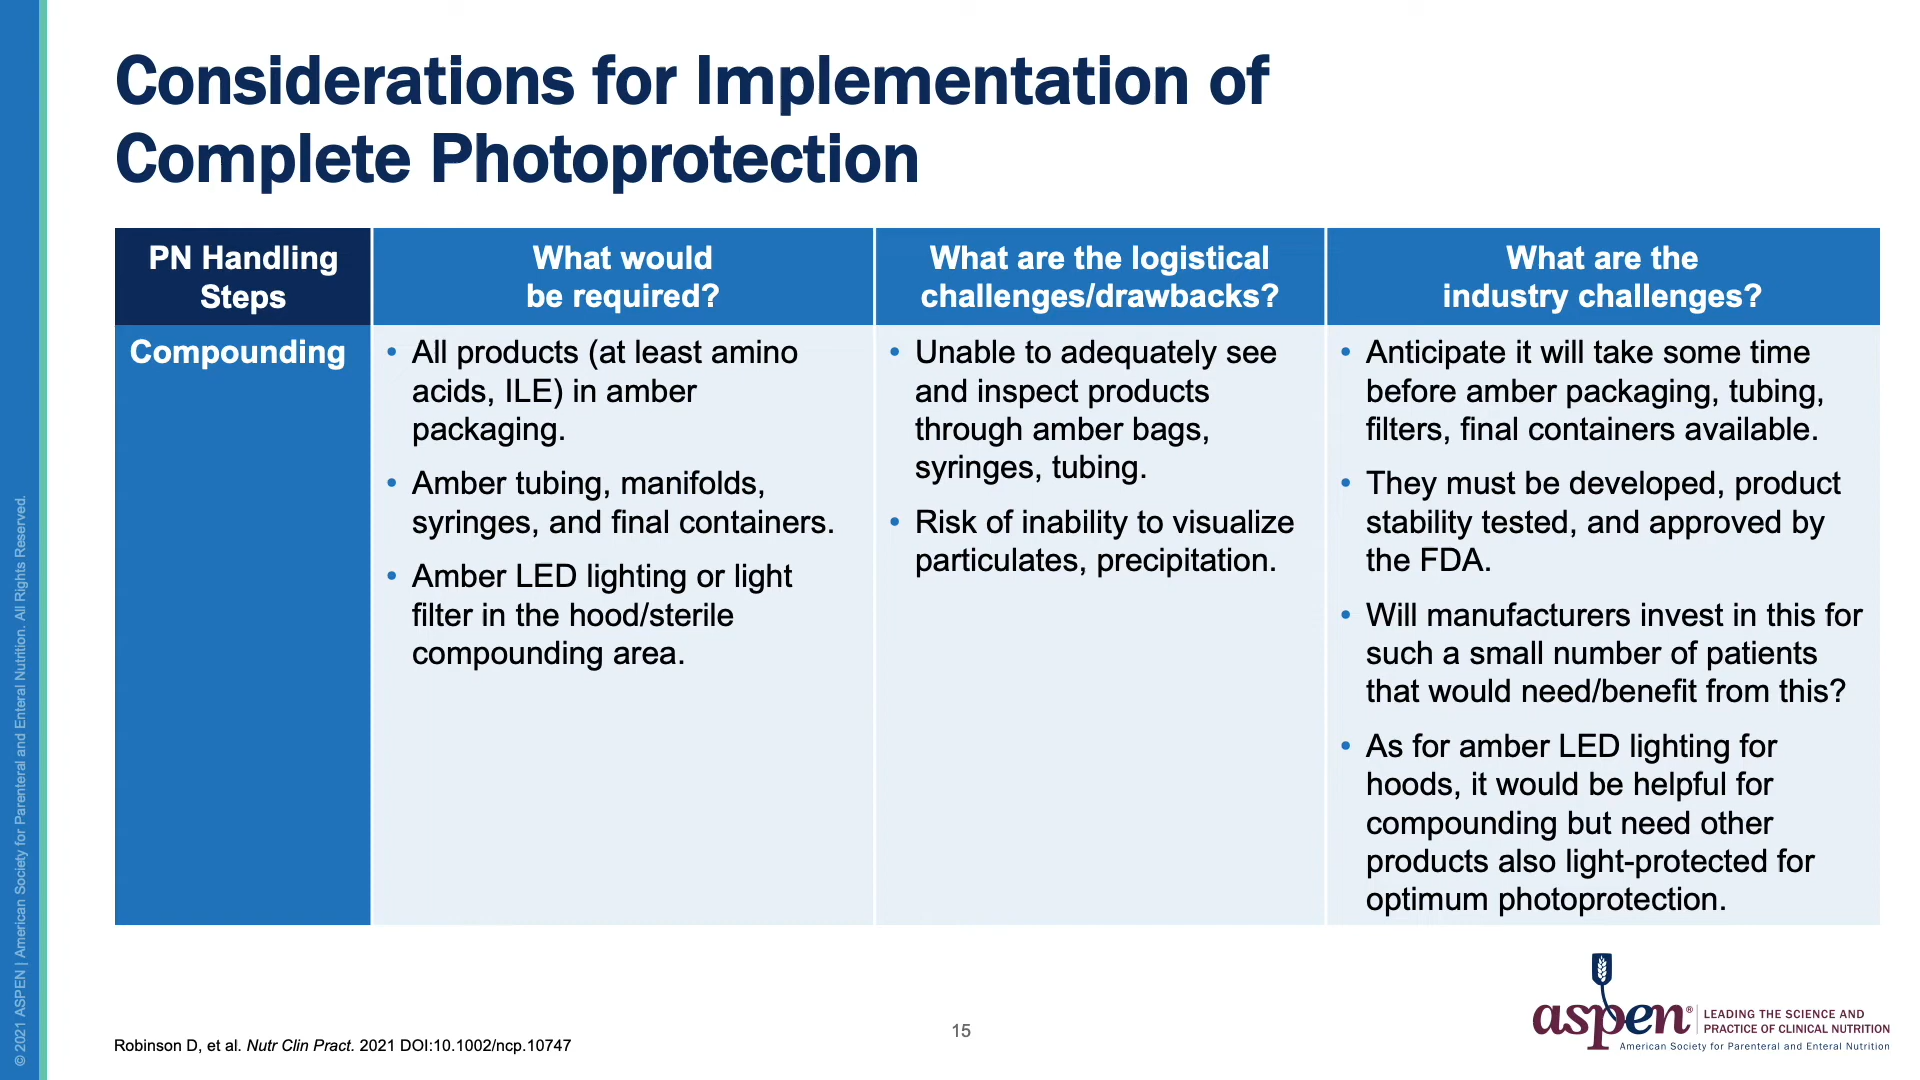 Considerations for Implementation of
Complete Photoprotection
PN Handling
Steps
What would
be required?
What are the logistical
challenges/drawbacks?
What are the
industry challenges?
Compounding
• All products (at least amino
acids, ILE) in amber
packaging.
• Amber tubing, manifolds,
syringes, and final containers.
• Amber LED lighting or light
filter in the hood/sterile
compounding area.
• Unable to adequately see
and inspect products
through amber bags,
syringes, tubing.
• Risk of inability to visualize
particulates, precipitation.
• Anticipate it will take some time
before amber packaging, tubing,
filters, final containers available.
• They must be developed, product
stability tested, and approved by
the FDA.
• Will manufacturers invest in this for
such a small number of patients
that would need/benefit from this?
• As for amber LED lighting for
hoods, it would be helpful for
compounding but need other
products also light-protected for
optimum photoprotection.
© 2021 ASPEN | American Society for Parenteral and Enteral Nutrition. All Rights Reserved.
Robinson D, et al. Nutr Clin Pract. 2021 DOI:10.1002/ncp.10747
15
aspen®
LEADING THE SCIENCE AND
PRACTICE OF CLINICAL NUTRITION
American Society for Parenteral and Enteral Nutrition